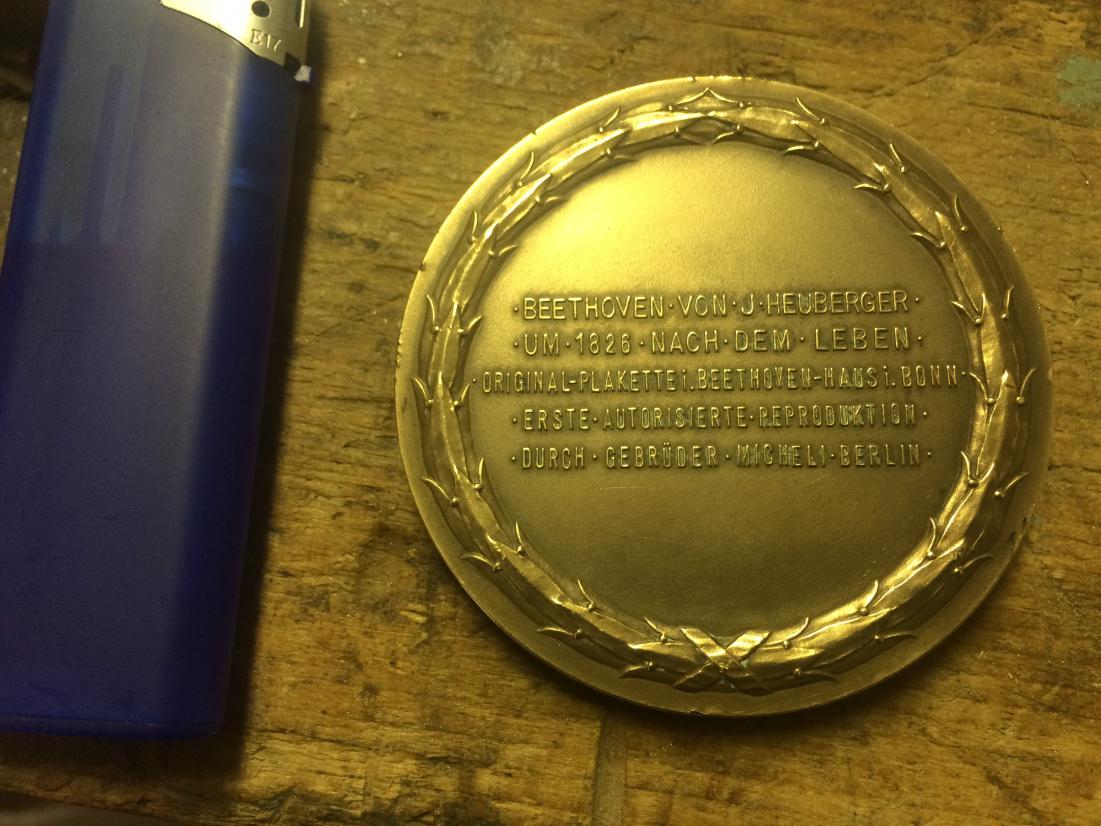 E17
·BEETHOVEN·VON·J·HEUBERGER·
·UM·1826·NACH·DEM·LEBEN·
·ORIGINAL-PLAKETTE i. BEETHOVEN-HAUS i. BONN·
·ERSTE·AUTORISIERTE·REPRODUKTION·
·DURCH·GEBRÜDER·MICHELI·BERLIN·